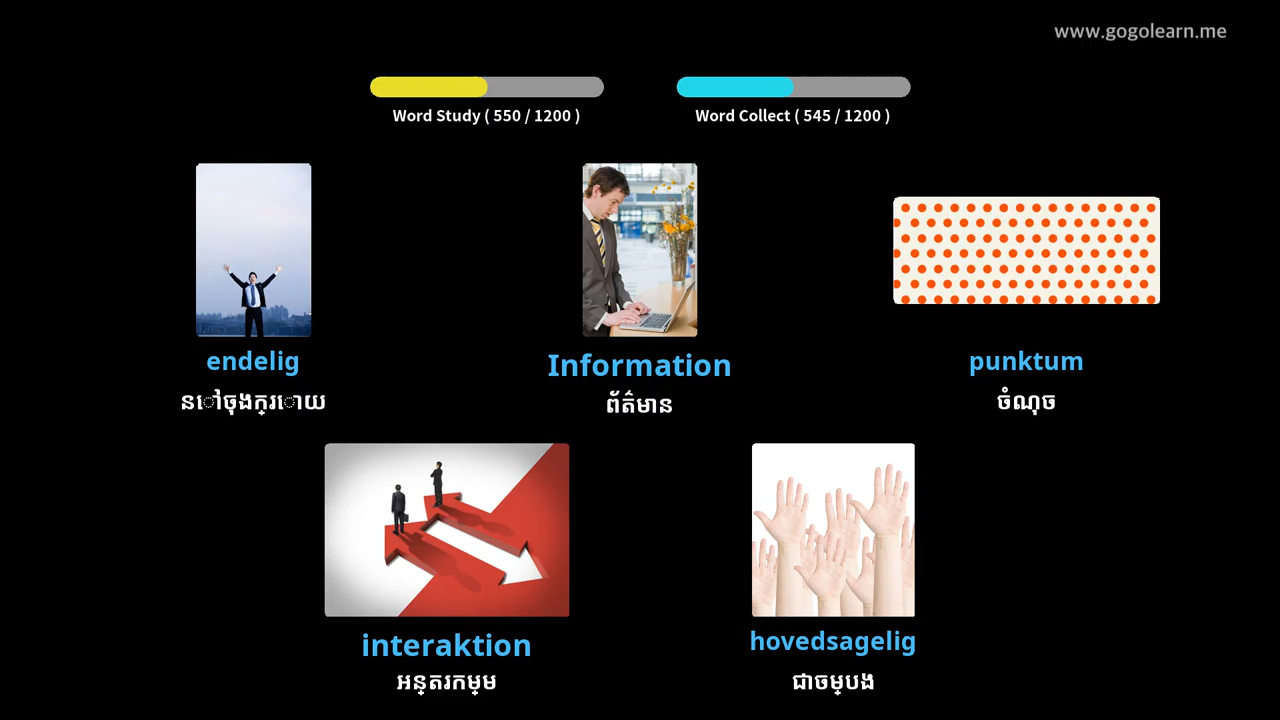 www.gogolearn.me
Word Study ( 550 / 1200 )
Word Collect ( 545 / 1200 )
endelig
នៅចុងក្រោយ
Information
ព័ត៌មាន
punktum
ចំណុច
interaktion
អន្តរកម្ម
hovedsagelig
ជាចម្បង